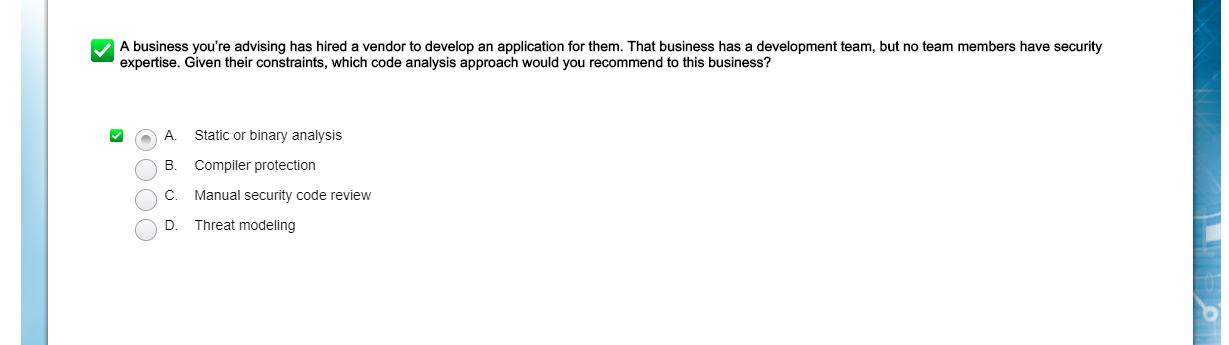 A business you're advising has hired a vendor to develop an application for them. That business has a development team, but no team members have security
expertise. Given their constraints, which code analysis approach would you recommend to this business?
A. Static or binary analysis
B. Compiler protection
C. Manual security code review
D. Threat modeling